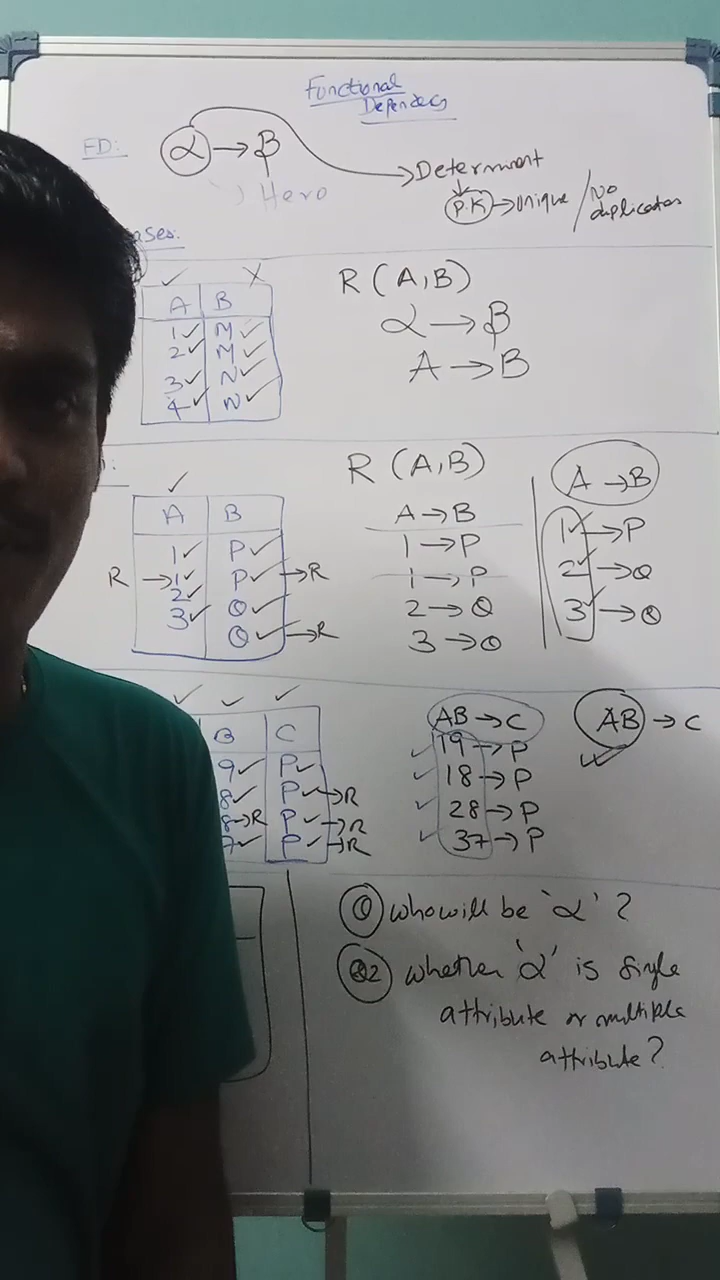 Functional
Dependecy
FD:
α → β
→ Determinant
Hero
P.K → Unique / No
duplicates
ases:
A B
1 M
2 M
3 N
4 N
R (A,B)
α → β
A → B
:
R (A,B)
A → B
A B
A → B
1 P
1 → P
1 → P
R → 1 P → R
1 → P
2 → Q
2 Q
2 → Q
3 → Q
3 Q → R
3 → Q
B C
AB → C
AB → C
9 P
19 → P
8 P → R
18 → P
8 → R P → R
28 → P
7 P → R
37 → P
Q who will be 'α' ?
Q2 whether 'α' is single
attribute or multiple
attribute?